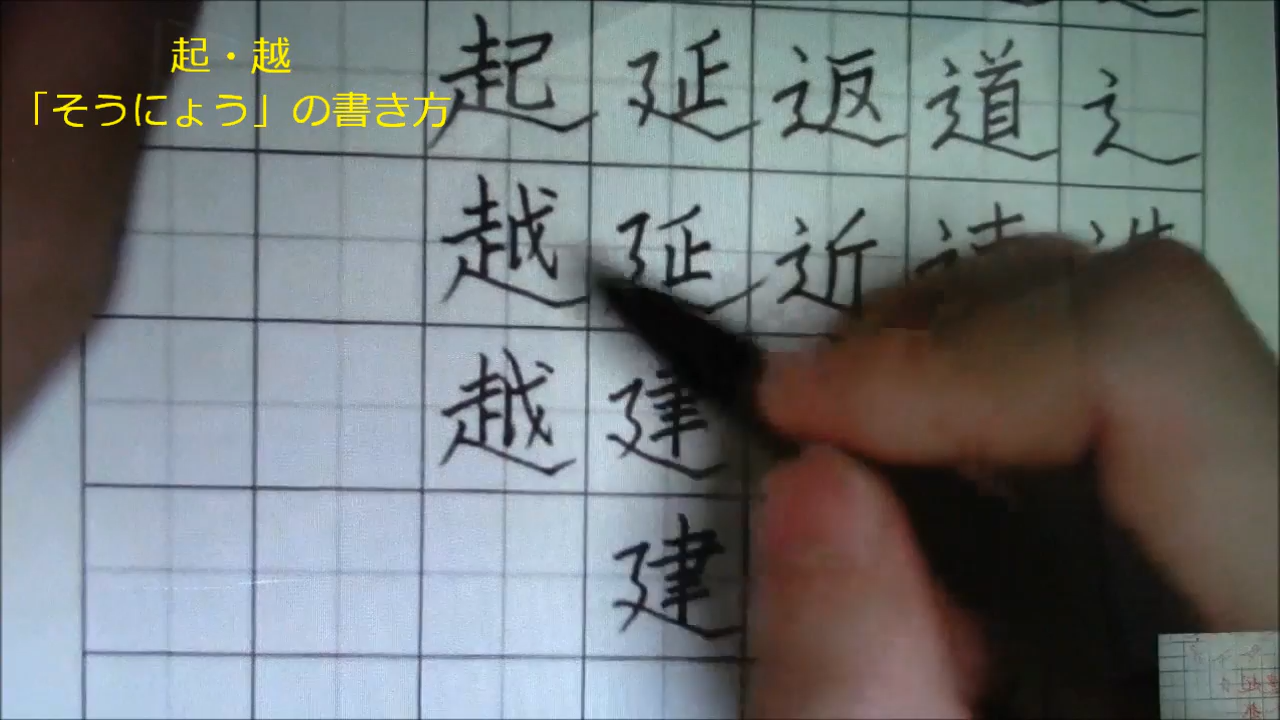 起・越
「そうにょう」の書き方
起 延 返 道 辶
越 延 近
越 建
建